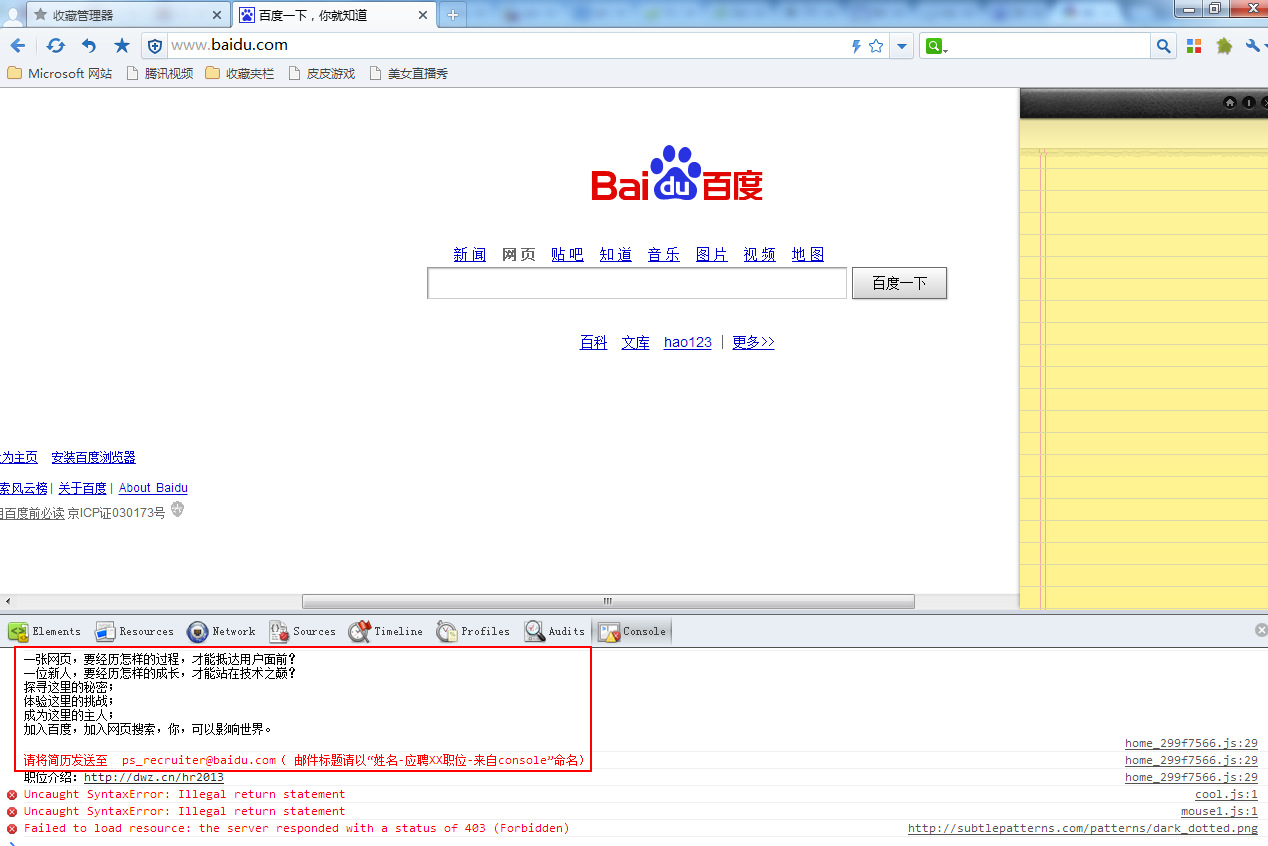 收藏管理器
百度一下，你就知道
www.baidu.com
Microsoft 网站
腾讯视频
收藏夹栏
皮皮游戏
美女直播秀
Bai du 百度
新闻 网页 贴吧 知道 音乐 图片 视频 地图
百度一下
百科 文库 hao123 | 更多>>
为主页 安装百度浏览器
索风云榜 | 关于百度 | About Baidu
百度前必读 京ICP证030173号
Elements Resources Network Sources Timeline Profiles Audits Console
一张网页，要经历怎样的过程，才能抵达用户面前？
一位新人，要经历怎样的成长，才能站在技术之巅？
探寻这里的秘密；
体验这里的挑战；
成为这里的主人；
加入百度，加入网页搜索，你，可以影响世界。
home_299f7566.js:29
请将简历发送至 ps_recruiter@baidu.com（ 邮件标题请以“姓名-应聘XX职位-来自console”命名） home_299f7566.js:29
职位介绍：http://dwz.cn/hr2013 home_299f7566.js:29
Uncaught SyntaxError: Illegal return statement cool.js:1
Uncaught SyntaxError: Illegal return statement mouse1.js:1
Failed to load resource: the server responded with a status of 403 (Forbidden) http://subtlepatterns.com/patterns/dark_dotted.png